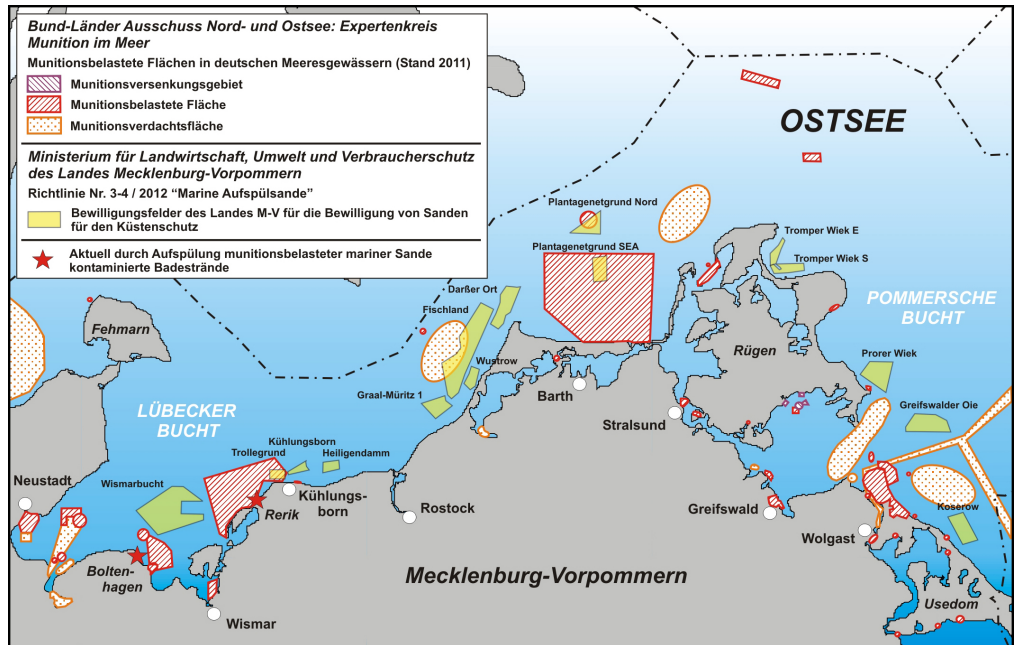 Bund-Länder Ausschuss Nord- und Ostsee: Expertenkreis
Munition im Meer
Munitionsbelastete Flächen in deutschen Meeresgewässern (Stand 2011)
Munitionsversenkungsgebiet
Munitionsbelastete Fläche
Munitionsverdachtsfläche
Ministerium für Landwirtschaft, Umwelt und Verbraucherschutz
des Landes Mecklenburg-Vorpommern
Richtlinie Nr. 3-4 / 2012 “Marine Aufspülsande”
Bewilligungsfelder des Landes M-V für die Bewilligung von Sanden
für den Küstenschutz
Aktuell durch Aufspülung munitionsbelasteter mariner Sande
kontaminierte Badestrände
OSTSEE
Plantagenetgrund Nord
Tromper Wiek E
Plantagenetgrund SEA
Tromper Wiek S
Darßer Ort
POMMERSCHE
BUCHT
Fischland
Fehmarn
Rügen
Prorer Wiek
Wustrow
Graal-Müritz 1
Barth
Greifswalder Oie
LÜBECKER
BUCHT
Stralsund
Kühlungsborn
Trollegrund
Heiligendamm
Neustadt
Wismarbucht
Kühlungs-
born
Rerik
Rostock
Greifswald
Koserow
Wolgast
Bolten-
hagen
Mecklenburg-Vorpommern
Usedom
Wismar